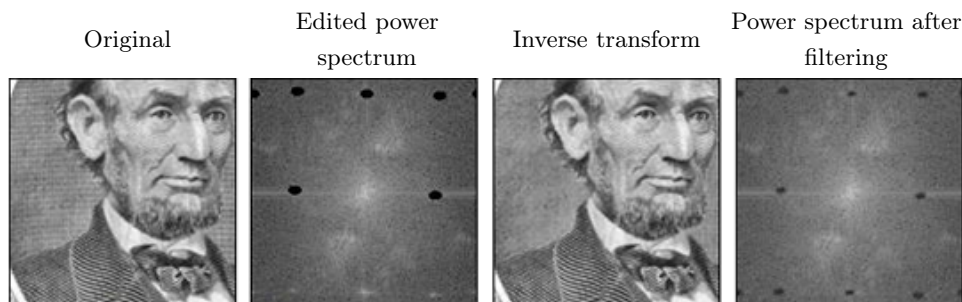 Original
Edited power
spectrum
Inverse transform
Power spectrum after
filtering